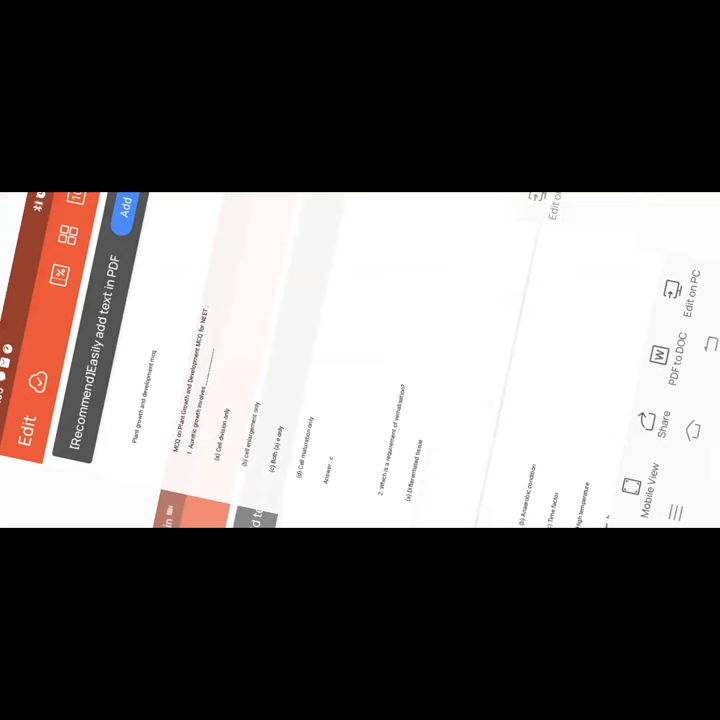 Edit
[Recommend]Easily add text in PDF
Add
Plant growth and development mcq
MCQ on Plant Growth and Development MCQ for NEET :
1. Auxetic growth involves
(a) Cell division only
(b) cell enlargement only
(c) Both (a) e only
(d) Cell maturation only
Answer : c
2. Which is a requirement of vernalisation?
(a) Differentiated tissue
(b) Anaerobic condition
) Time factor
High temperature
Mobile View
Share
PDF to DOC
Edit on PC
Edit o